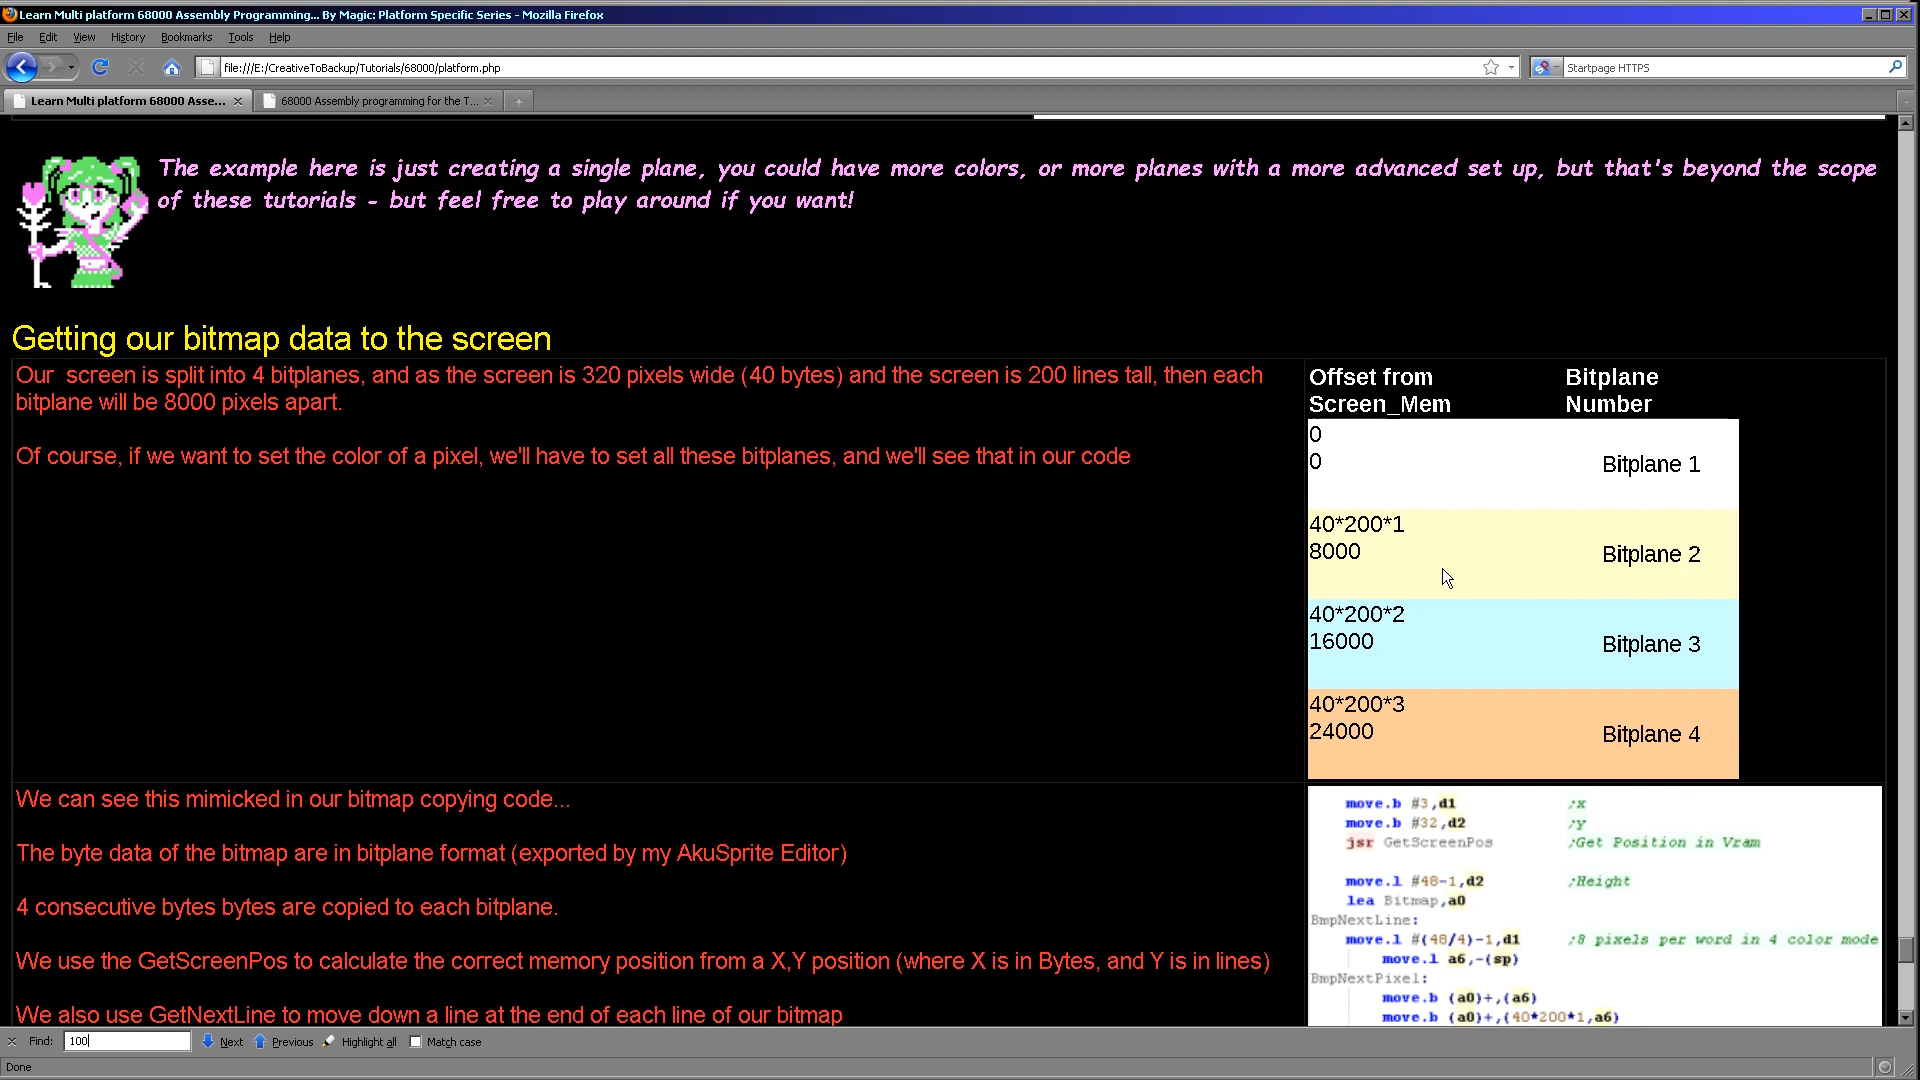 Learn Multi platform 68000 Assembly Programming... By Magic: Platform Specific Series - Mozilla Firefox
File Edit View History Bookmarks Tools Help
file:///E:/CreativeToBackup/Tutorials/68000/platform.php
Startpage HTTPS
Learn Multi platform 68000 Asse...
68000 Assembly programming for the T...
The example here is just creating a single plane, you could have more colors, or more planes with a more advanced set up, but that's beyond the scope
of these tutorials - but feel free to play around if you want!
Getting our bitmap data to the screen
Our screen is split into 4 bitplanes, and as the screen is 320 pixels wide (40 bytes) and the screen is 200 lines tall, then each
bitplane will be 8000 pixels apart.
Of course, if we want to set the color of a pixel, we'll have to set all these bitplanes, and we'll see that in our code
Offset from Bitplane
Screen_Mem Number
0
0
Bitplane 1
40*200*1
8000
Bitplane 2
40*200*2
16000
Bitplane 3
40*200*3
24000
Bitplane 4
We can see this mimicked in our bitmap copying code...
The byte data of the bitmap are in bitplane format (exported by my AkuSprite Editor)
4 consecutive bytes bytes are copied to each bitplane.
We use the GetScreenPos to calculate the correct memory position from a X,Y position (where X is in Bytes, and Y is in lines)
We also use GetNextLine to move down a line at the end of each line of our bitmap
move.b #3,d1 ;x
move.b #32,d2 ;y
jsr GetScreenPos ;Get Position in Vram
move.l #48-1,d2 ;Height
lea Bitmap,a0
BmpNextLine:
move.l #(48/4)-1,d1 ;8 pixels per word in 4 color mode
move.l a6,-(sp)
BmpNextPixel:
move.b (a0)+,(a6)
move.b (a0)+,(40*200*1,a6)
Find: 100 Next Previous Highlight all Match case
Done